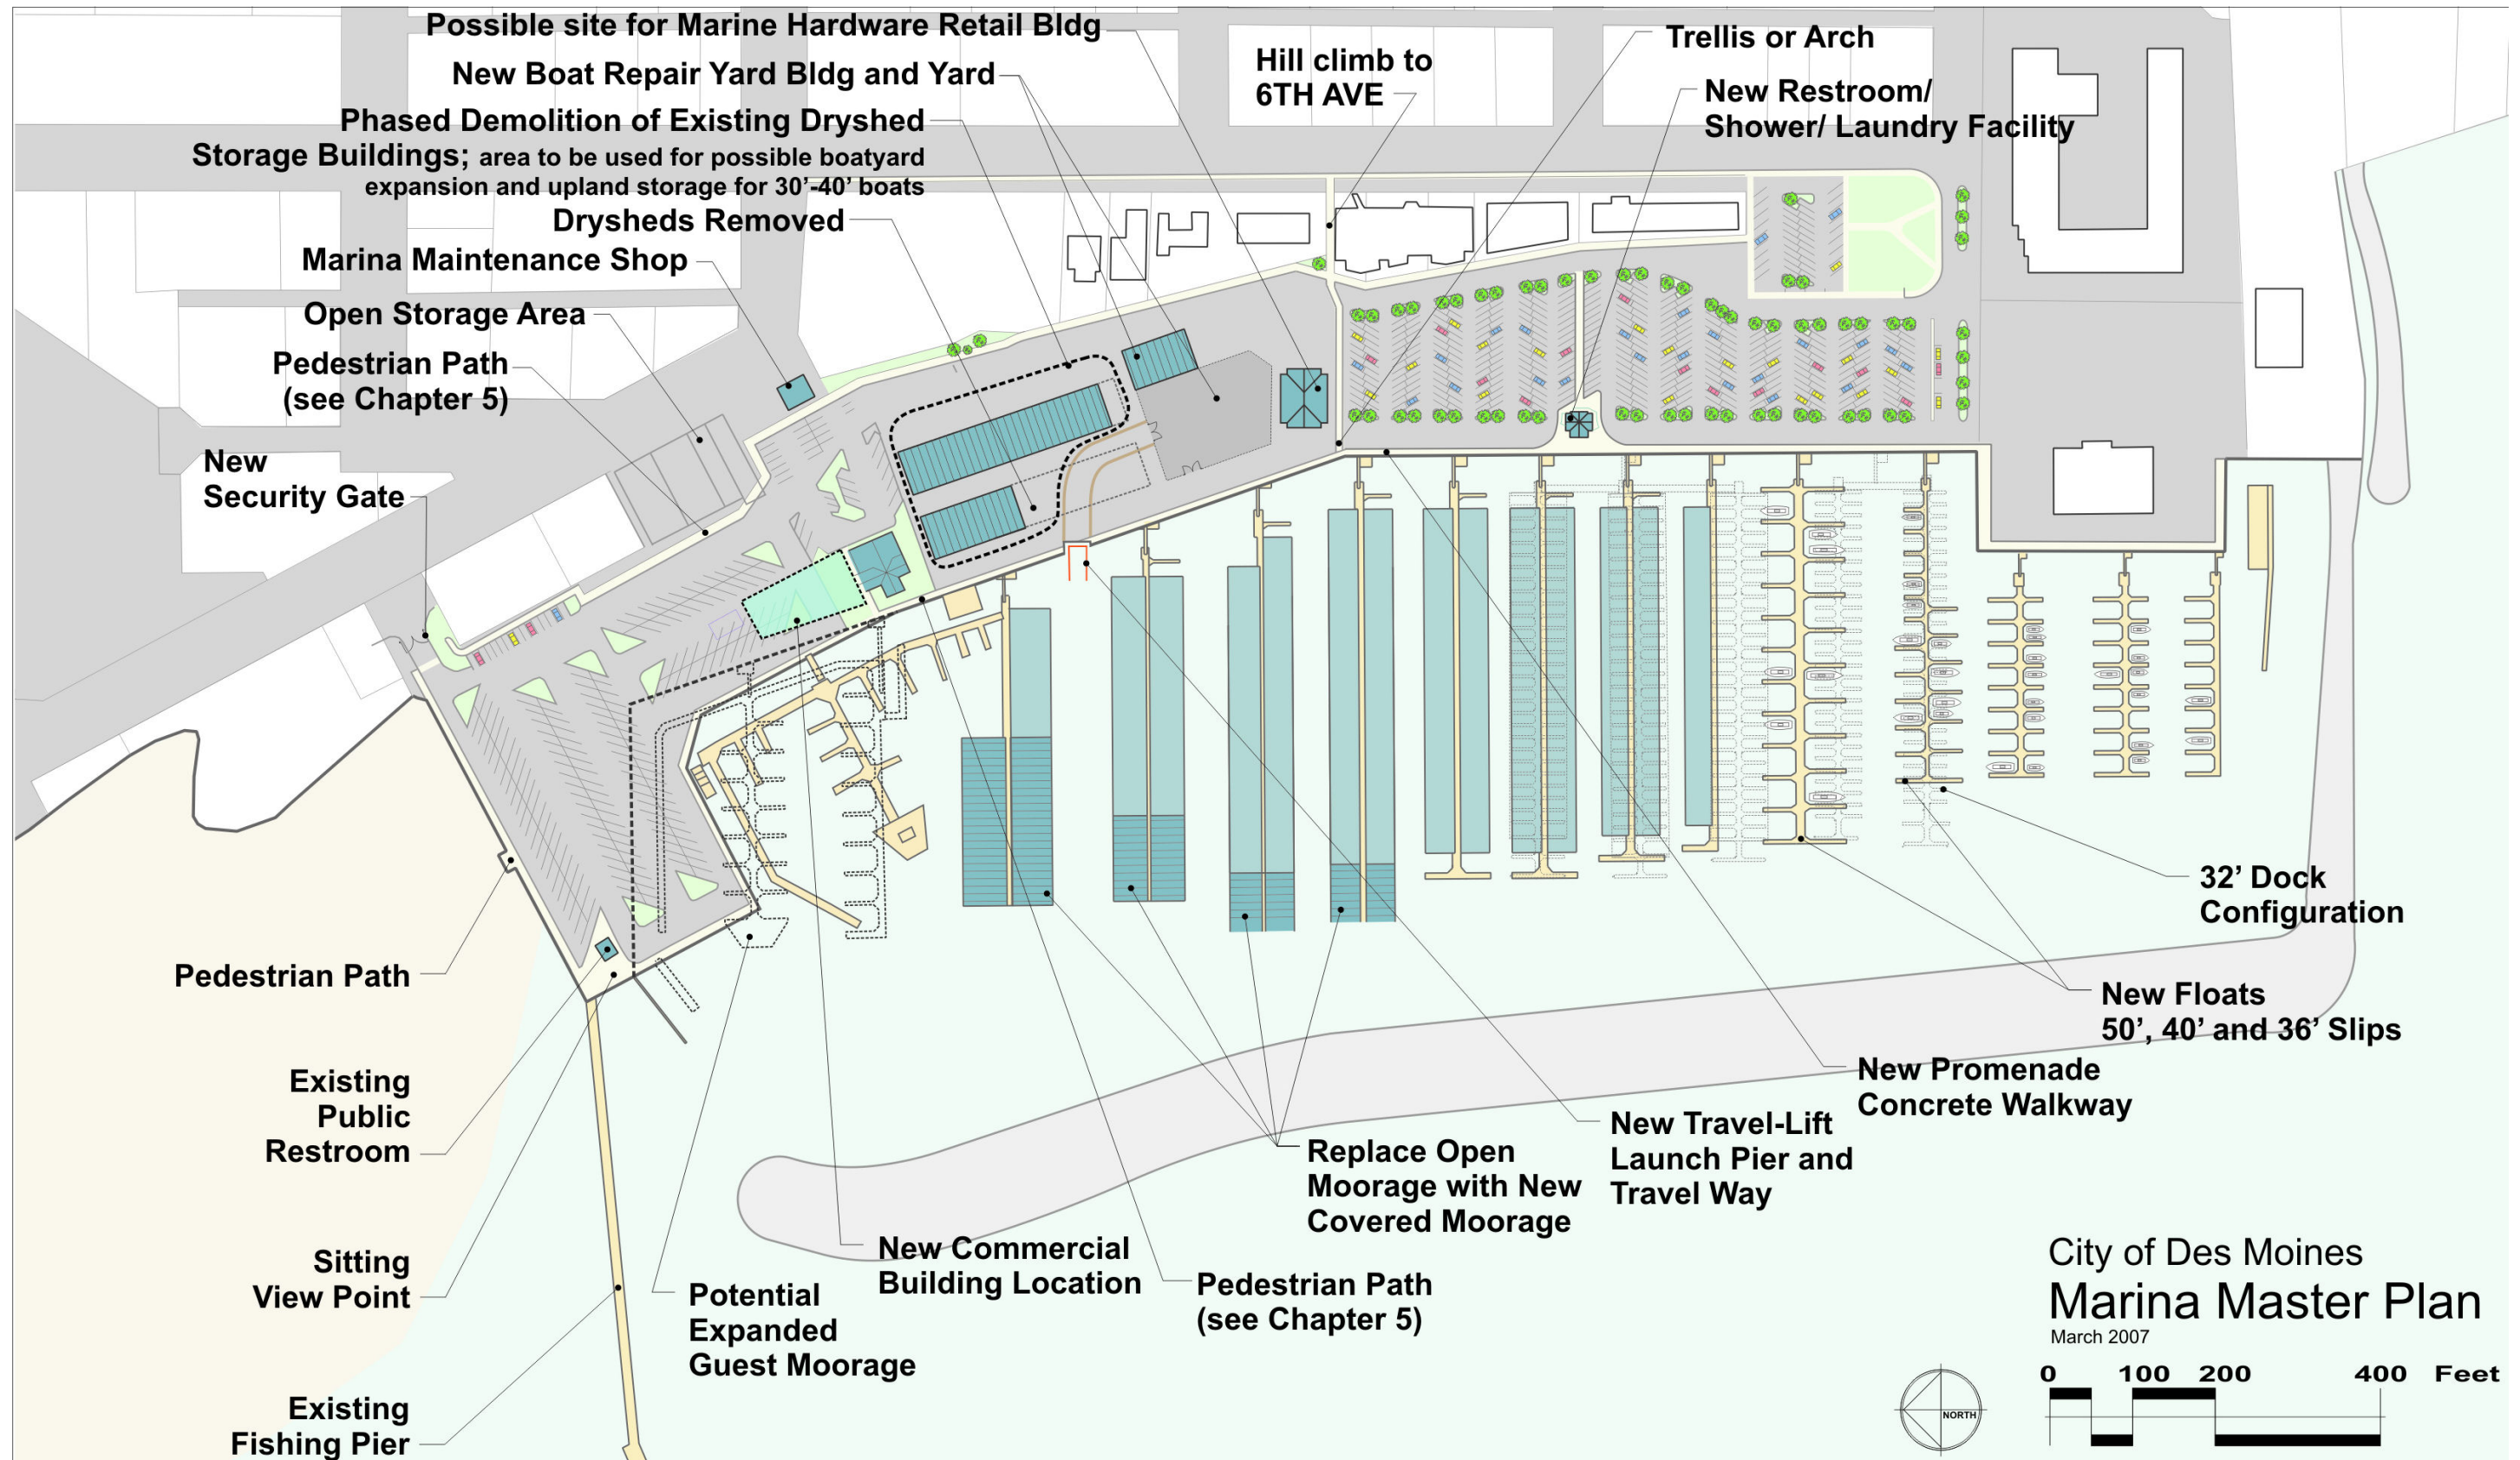 Possible site for Marine Hardware Retail Bldg
New Boat Repair Yard Bldg and Yard
Phased Demolition of Existing Dryshed
Storage Buildings; area to be used for possible boatyard
expansion and upland storage for 30’-40’ boats
Drysheds Removed
Marina Maintenance Shop
Open Storage Area
Pedestrian Path
(see Chapter 5)
New
Security Gate
Hill climb to
6TH AVE
Trellis or Arch
New Restroom/
Shower/ Laundry Facility
Pedestrian Path
Existing
Public
Restroom
Sitting
View Point
Existing
Fishing Pier
Potential
Expanded
Guest Moorage
New Commercial
Building Location
Pedestrian Path
(see Chapter 5)
Replace Open
Moorage with New
Covered Moorage
New Travel-Lift
Launch Pier and
Travel Way
New Promenade
Concrete Walkway
New Floats
50’, 40’ and 36’ Slips
32’ Dock
Configuration
City of Des Moines
Marina Master Plan
March 2007
NORTH
0 100 200 400 Feet